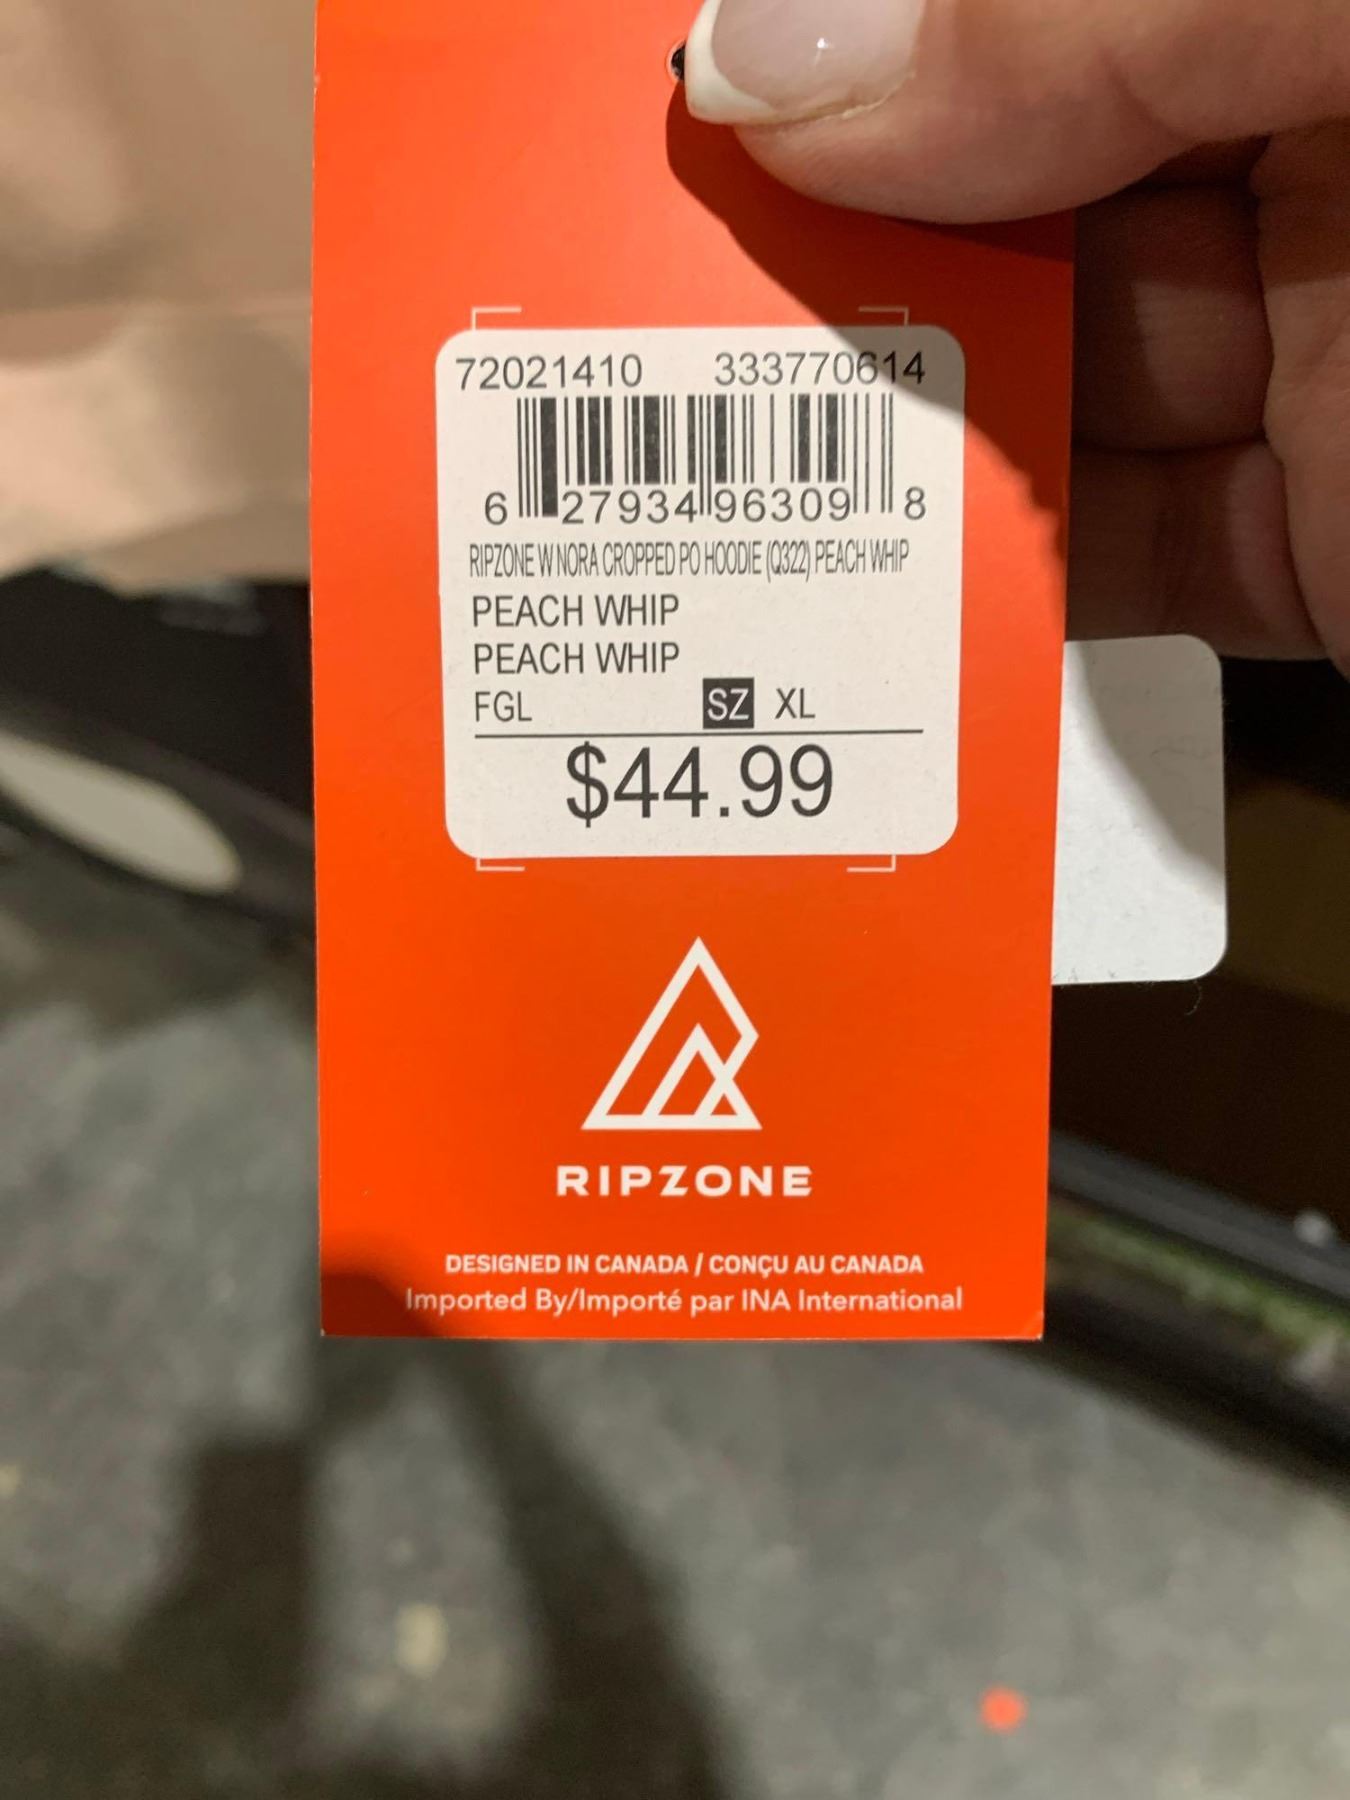 72021410 333770614
6 27934 96309 8
RIPZONE W NORA CROPPED PO HOODIE (Q322) PEACH WHIP
PEACH WHIP
PEACH WHIP
FGL SZ XL
$44.99
RIPZONE
DESIGNED IN CANADA / CONÇU AU CANADA
Imported By/Importé par INA International